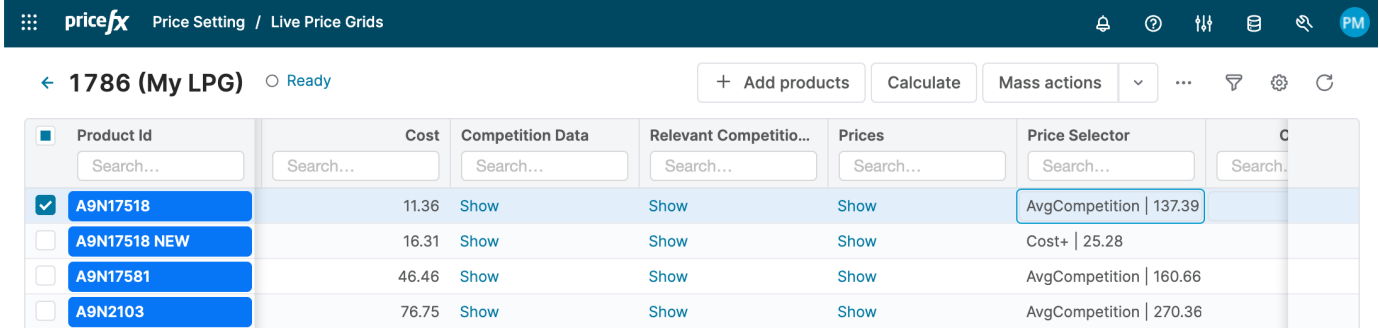 pricefx Price Setting / Live Price Grids PM
1786 (My LPG) Ready + Add products Calculate Mass actions ...
Product Id Cost Competition Data Relevant Competitio... Prices Price Selector
Search... Search... Search... Search... Search... Search... Search.
A9N17518 11.36 Show Show Show AvgCompetition | 137.39
A9N17518 NEW 16.31 Show Show Show Cost+ | 25.28
A9N17581 46.46 Show Show Show AvgCompetition | 160.66
A9N2103 76.75 Show Show Show AvgCompetition | 270.36